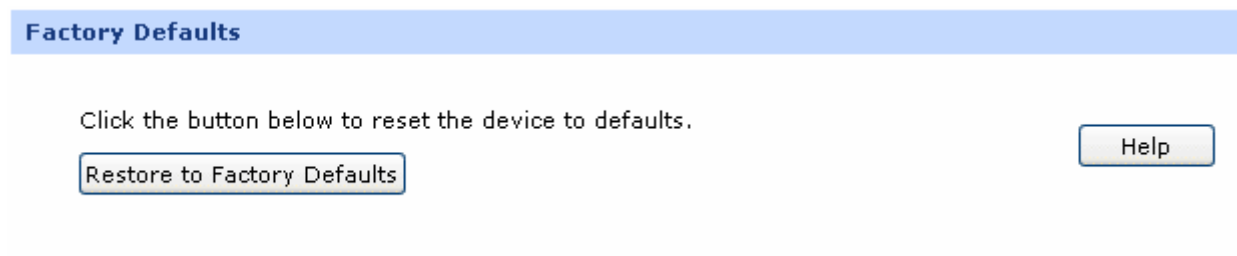 Factory Defaults
Click the button below to reset the device to defaults.
Help
Restore to Factory Defaults